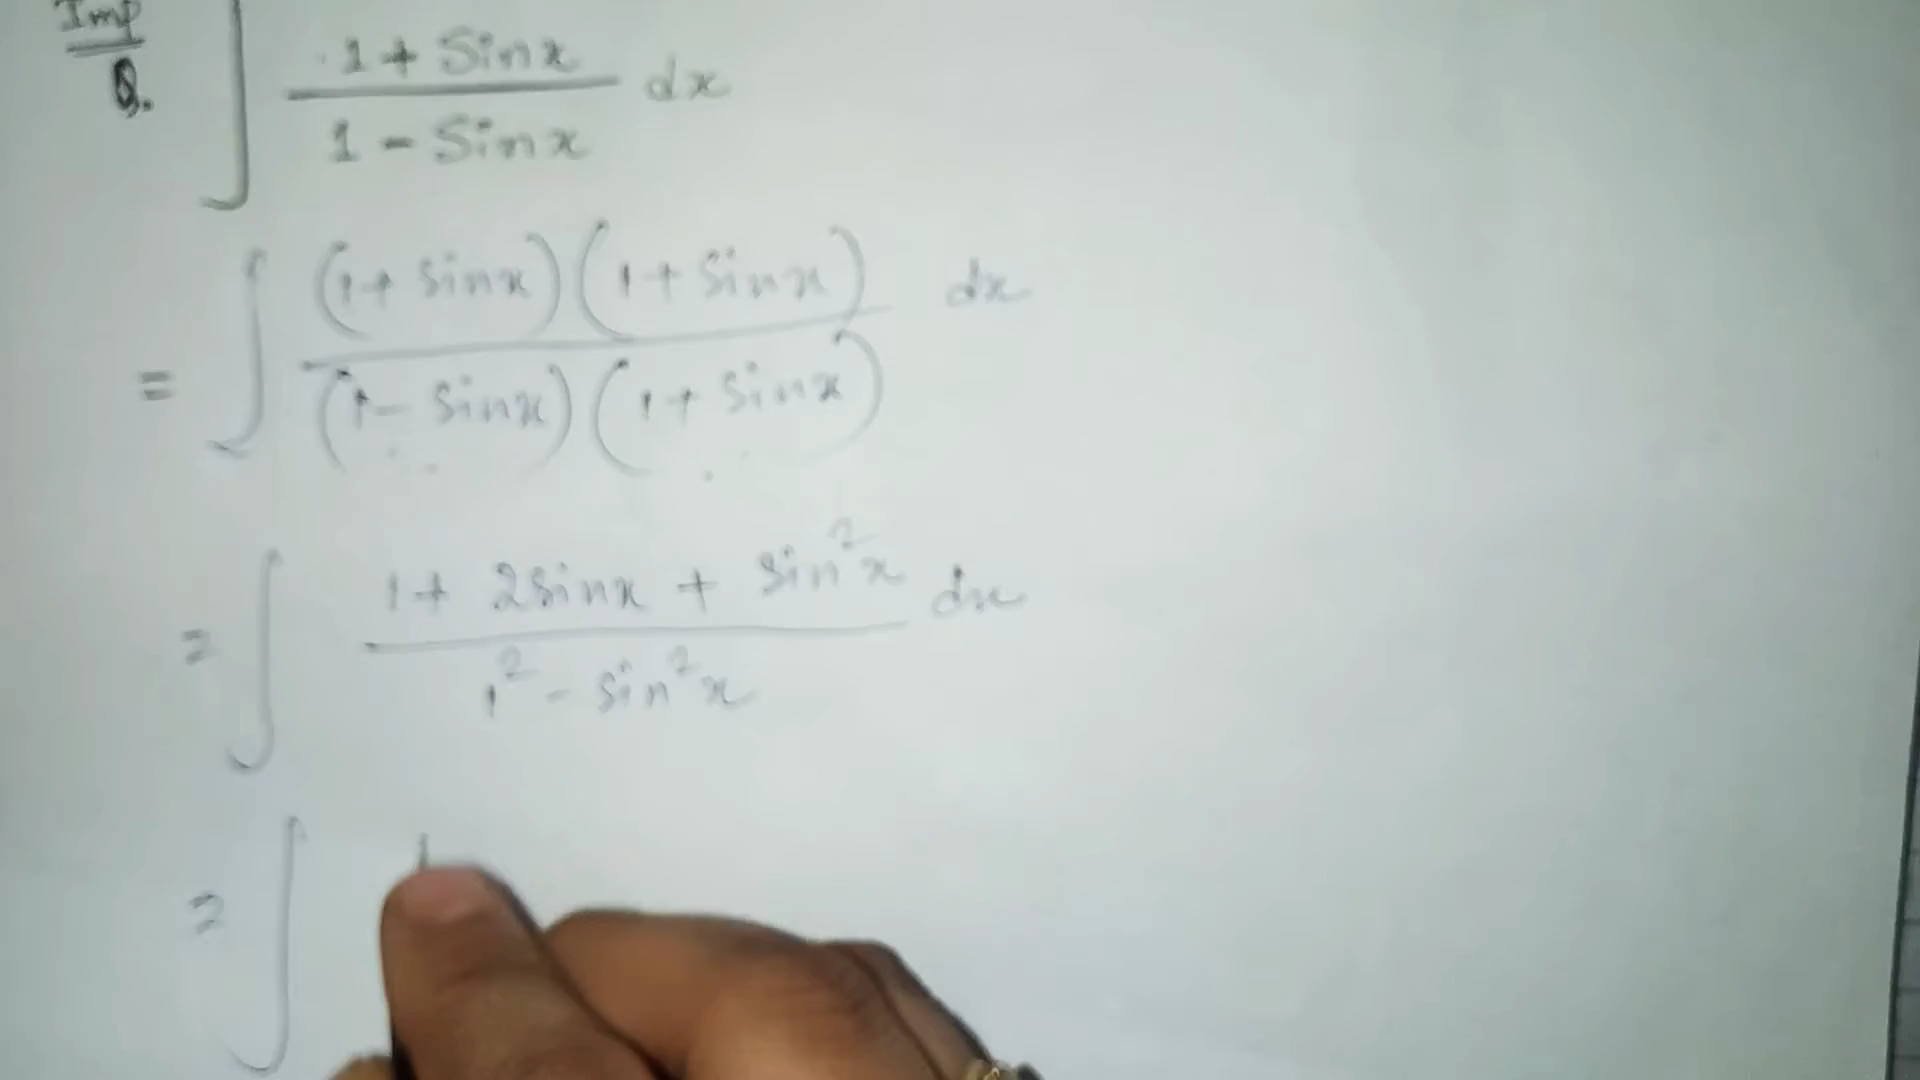 Imp
Q. ∫ (1 + Sinx)/(1 - Sinx) dx
= ∫ ((1+ Sinx)(1+ Sinx))/((1- Sinx)(1+ Sinx)) dx
= ∫ (1+ 2Sinx + Sin²x)/(1² - Sin²x) dx
= ∫ 1